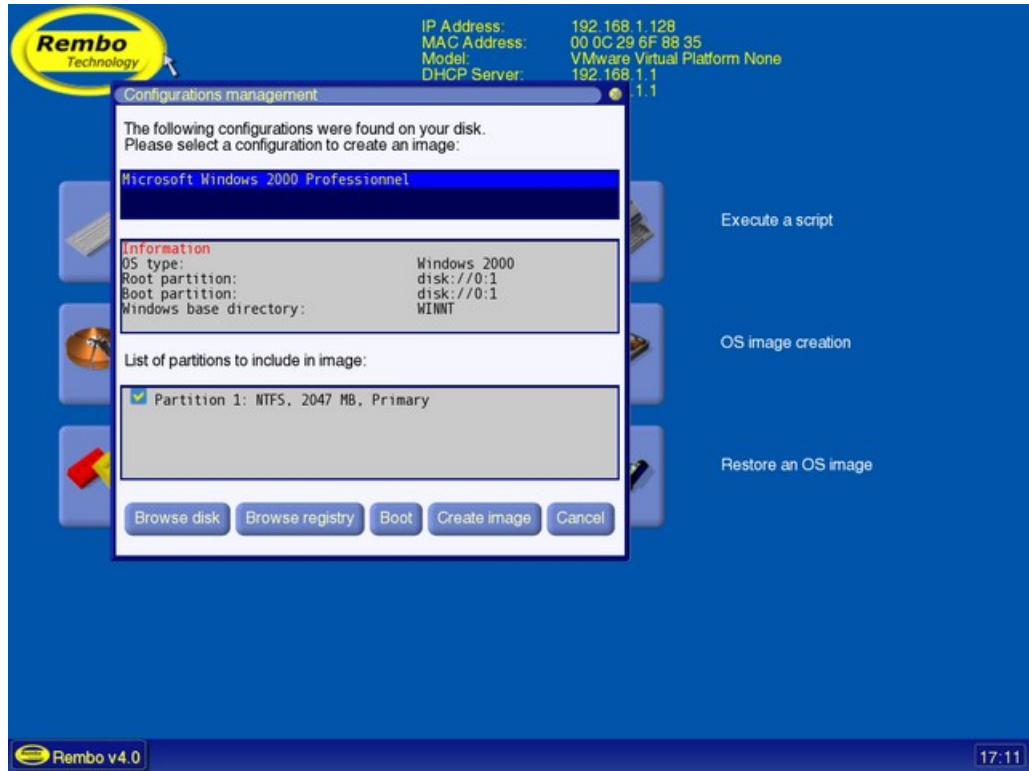 Rembo
Technology
IP Address: 192.168.1.128
MAC Address: 00 0C 29 6F 88 35
Model: VMware Virtual Platform None
DHCP Server: 192.168.1.1
.1.1
Configurations management
The following configurations were found on your disk.
Please select a configuration to create an image:
Microsoft Windows 2000 Professionnel
Information
OS type: Windows 2000
Root partition: disk://0:1
Boot partition: disk://0:1
Windows base directory: WINNT
List of partitions to include in image:
Partition 1: NTFS, 2047 MB, Primary
Browse disk Browse registry Boot Create image Cancel
Execute a script
OS image creation
Restore an OS image
Rembo v4.0
17:11